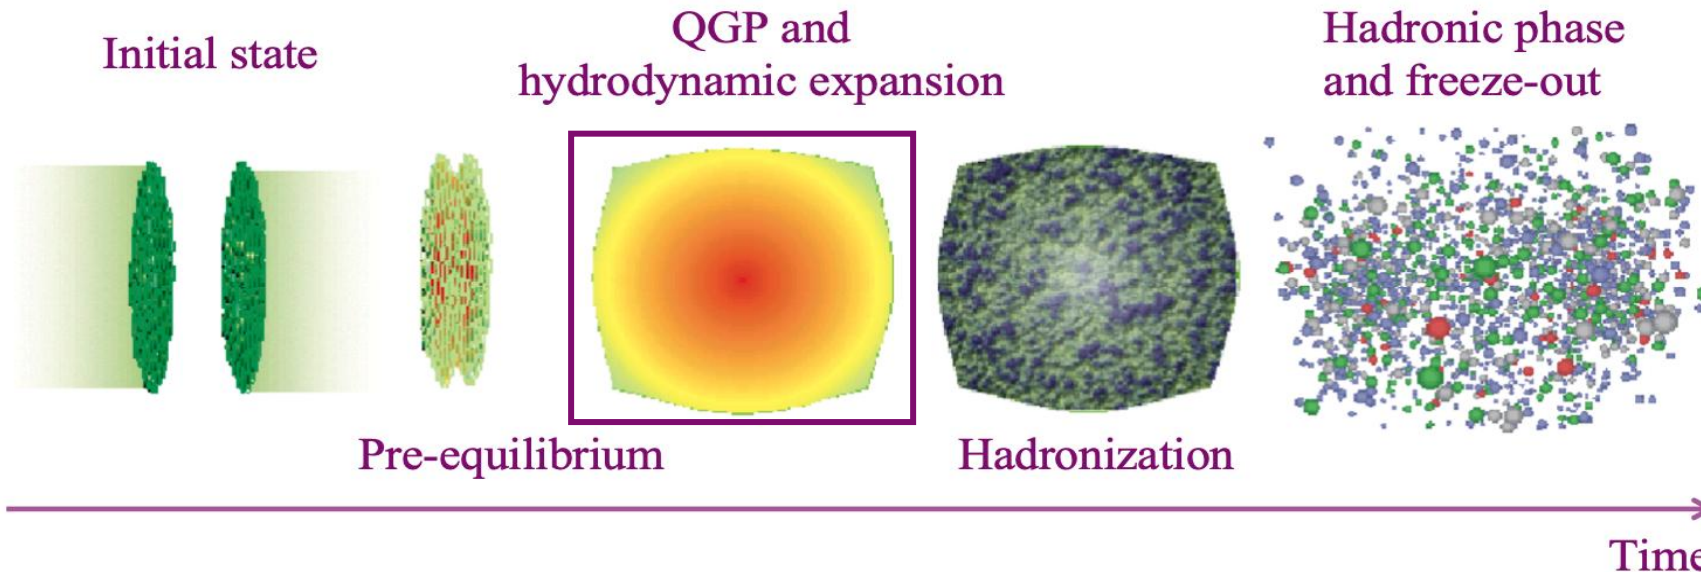 Initial state
QGP and
hydrodynamic expansion
Hadronic phase
and freeze-out
Pre-equilibrium
Hadronization
Time